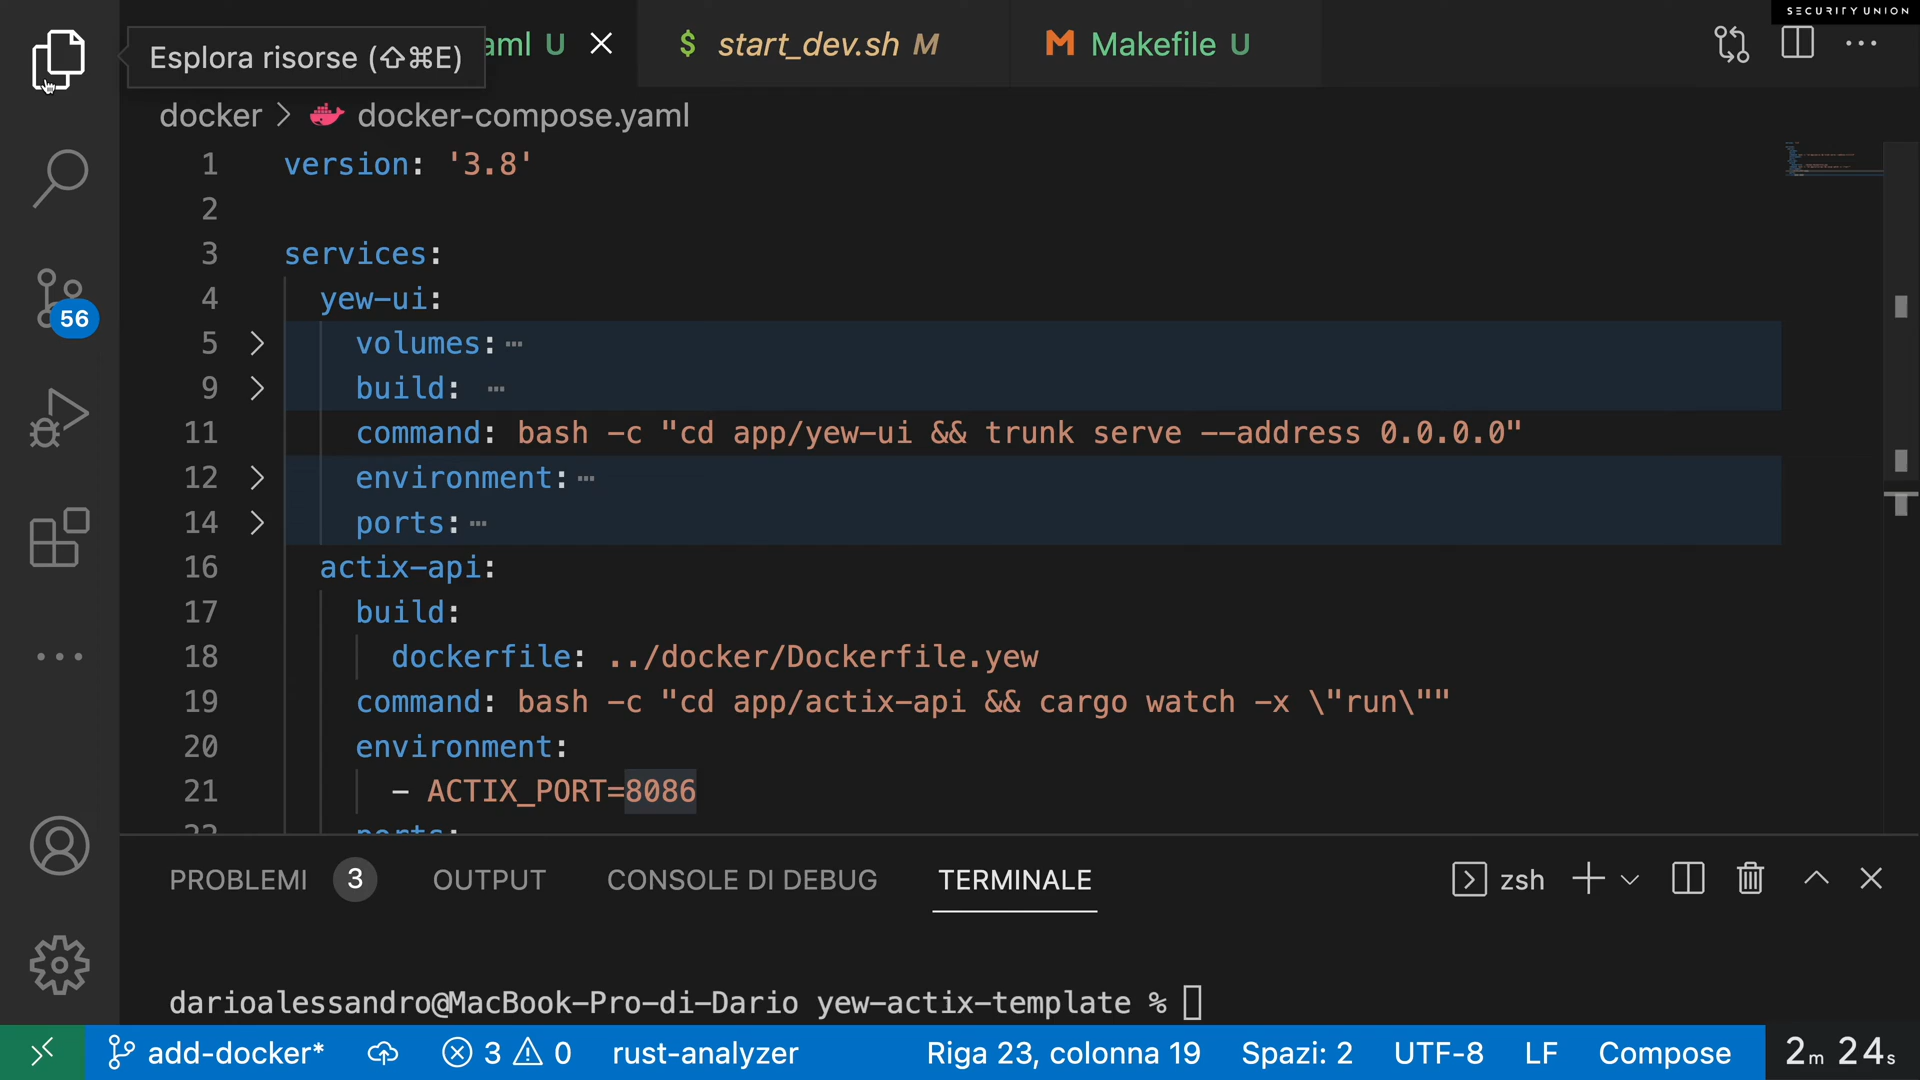 SECURITY UNION
Esplora risorse (⇧⌘E)
aml U
$ start_dev.sh M
M Makefile U
docker > docker-compose.yaml
1 version: '3.8'
2
3 services:
4 yew-ui:
5 > volumes: ⋯
9 > build: ⋯
11 command: bash -c "cd app/yew-ui && trunk serve --address 0.0.0.0"
12 > environment: ⋯
14 > ports: ⋯
16 actix-api:
17 build:
18 dockerfile: ../docker/Dockerfile.yew
19 command: bash -c "cd app/actix-api && cargo watch -x \"run\""
20 environment:
21 - ACTIX_PORT=8086
22 ports:
56
PROBLEMI 3 OUTPUT CONSOLE DI DEBUG TERMINALE zsh
darioalessandro@MacBook-Pro-di-Dario yew-actix-template %
add-docker* 3 0 rust-analyzer Riga 23, colonna 19 Spazi: 2 UTF-8 LF Compose 2m 24s